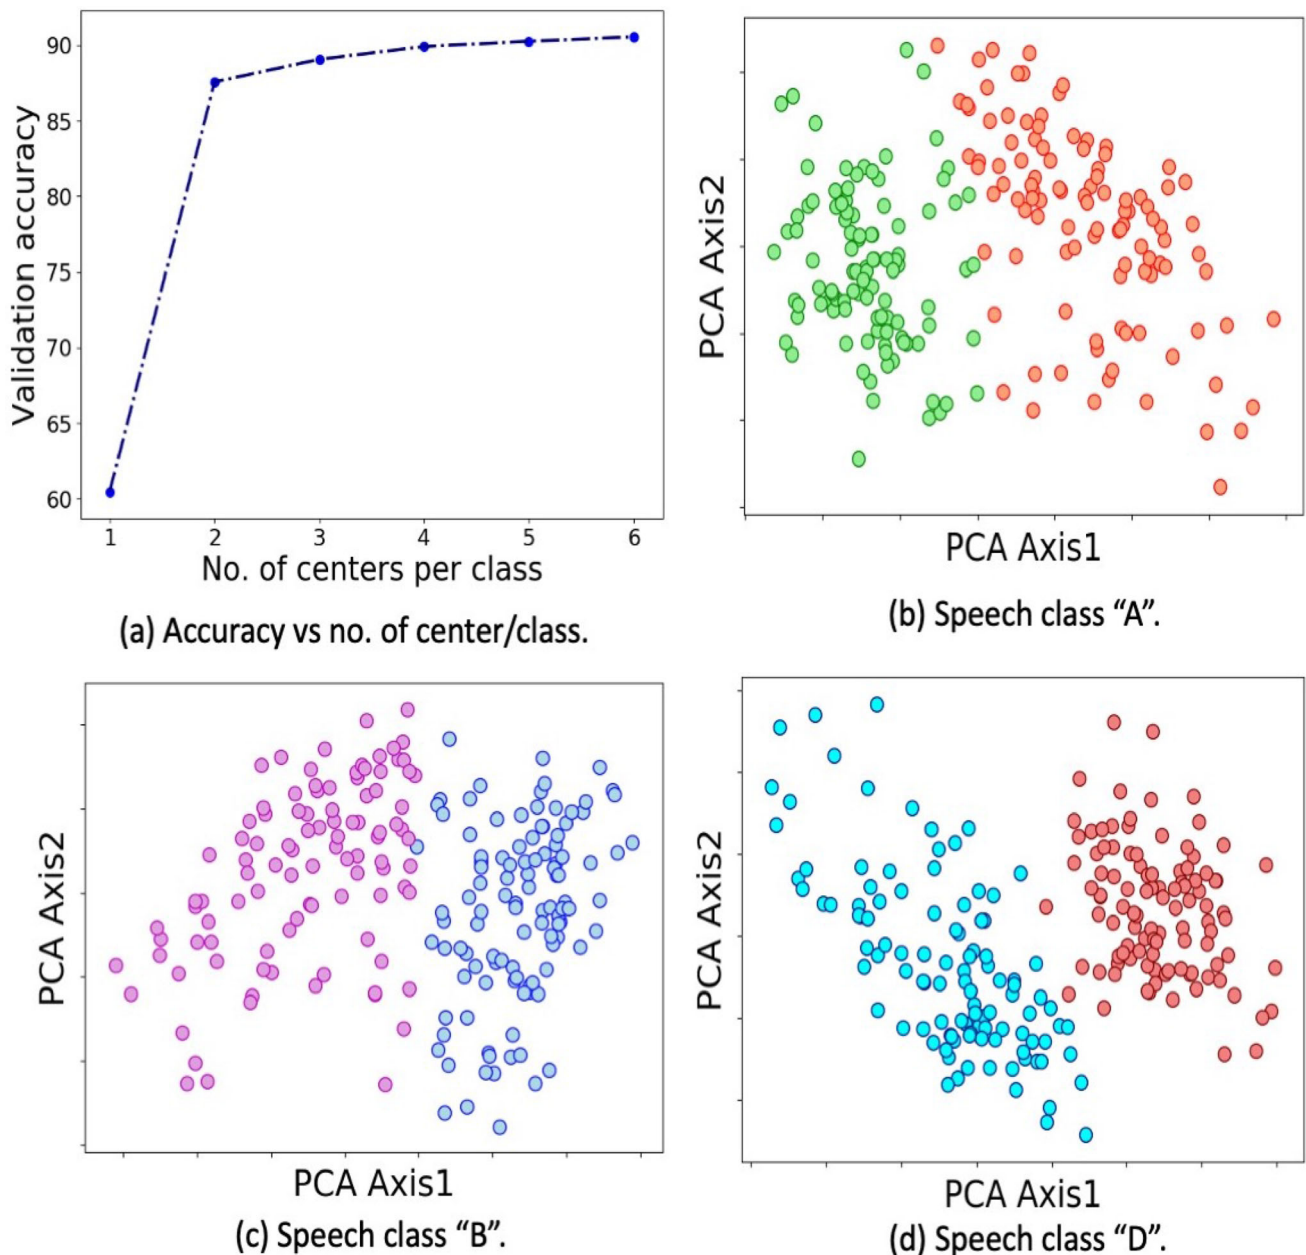 90
85
80
75
70
65
60
Validation accuracy
1 2 3 4 5 6
No. of centers per class
(a) Accuracy vs no. of center/class.
PCA Axis2
PCA Axis1
(b) Speech class “A”.
PCA Axis2
PCA Axis1
(c) Speech class “B”.
PCA Axis2
PCA Axis1
(d) Speech class “D”.